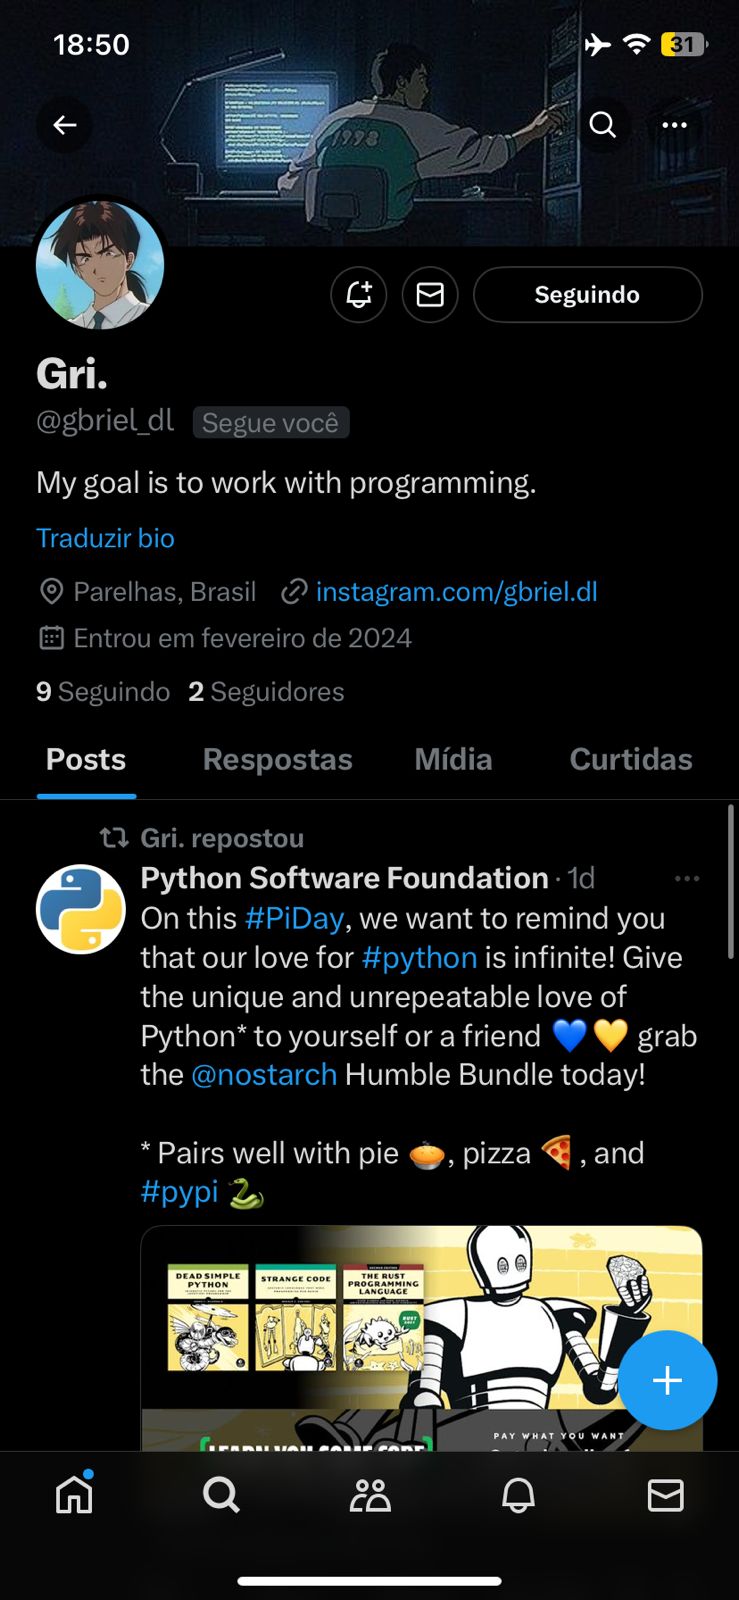 18:50
31
1998
Seguindo
Gri.
@gbriel_dl Segue você
My goal is to work with programming.
Traduzir bio
Parelhas, Brasil instagram.com/gbriel.dl
Entrou em fevereiro de 2024
9 Seguindo 2 Seguidores
Posts Respostas Mídia Curtidas
Gri. repostou
Python Software Foundation · 1d
On this #PiDay, we want to remind you
that our love for #python is infinite! Give
the unique and unrepeatable love of
Python* to yourself or a friend 💙💛 grab
the @nostarch Humble Bundle today!
* Pairs well with pie 🥧, pizza 🍕, and
#pypi 🐍
DEAD SIMPLE
PYTHON
STRANGE CODE
THE RUST
PROGRAMMING
LANGUAGE
LEARN YOU SOME CODE
PAY WHAT YOU WANT